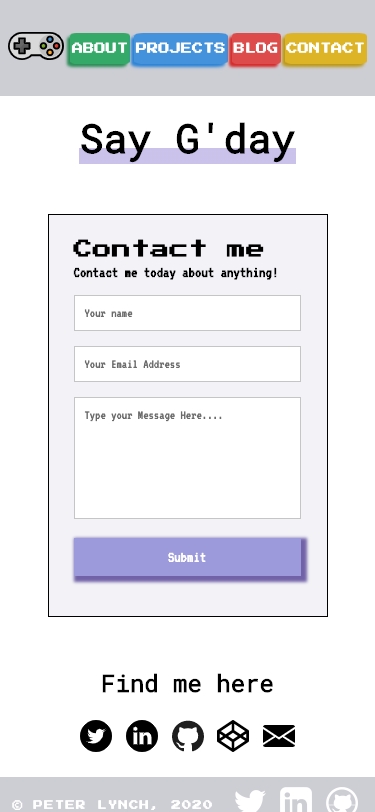 ABOUT PROJECTS BLOG CONTACT
Say G'day
Contact me
Contact me today about anything!
Your name
Your Email Address
Type your Message Here....
Submit
Find me here
© PETER LYNCH, 2020